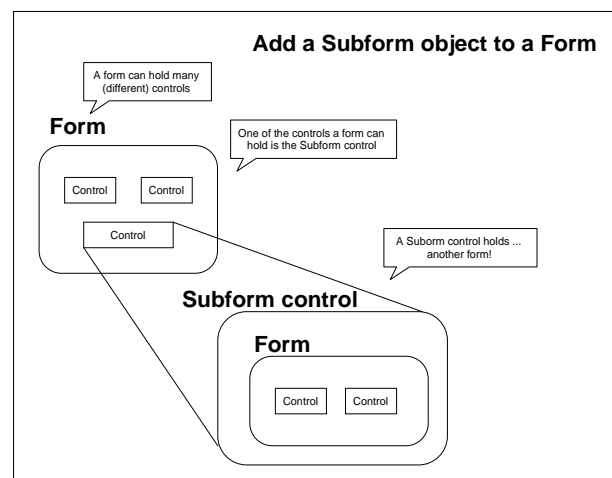 Add a Subform object to a Form
A form can hold many
(different) controls
Form
One of the controls a form can
hold is the Subform control
Control
Control
Control
A Suborm control holds ...
another form!
Subform control
Form
Control
Control